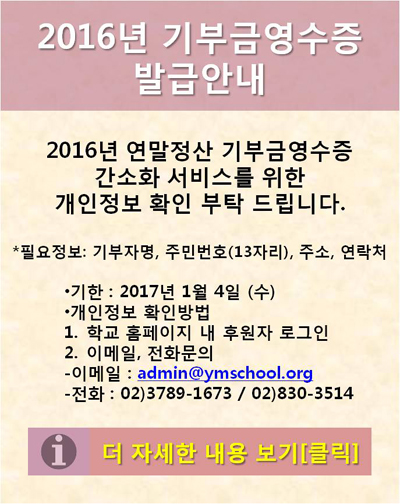 2016년 기부금영수증
발급안내
2016년 연말정산 기부금영수증
간소화 서비스를 위한
개인정보 확인 부탁 드립니다.
*필요정보: 기부자명, 주민번호(13자리), 주소, 연락처
•기한 : 2017년 1월 4일 (수)
•개인정보 확인방법
1. 학교 홈페이지 내 후원자 로그인
2. 이메일, 전화문의
-이메일 : admin@ymschool.org
-전화 : 02)3789-1673 / 02)830-3514
i 더 자세한 내용 보기[클릭]